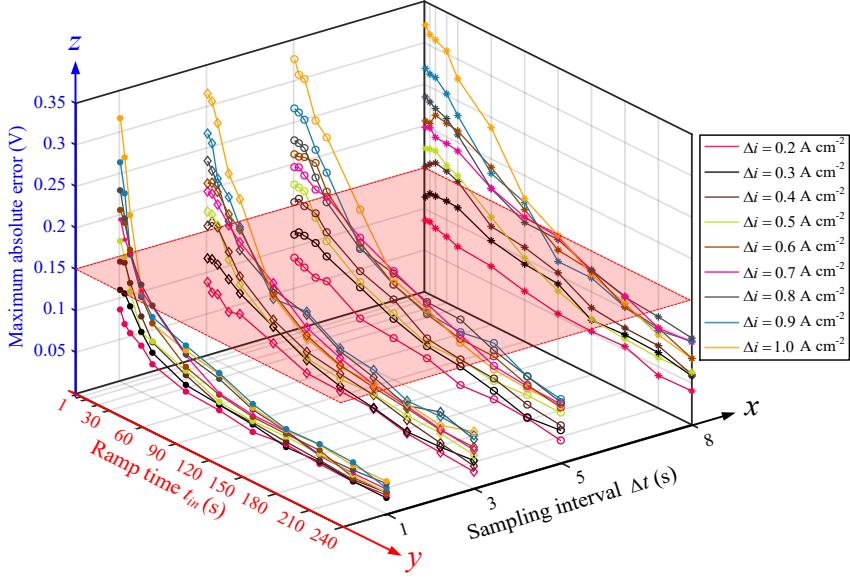 z
0.35
0.3
0.25
0.2
0.15
0.1
0.05
Maximum absolute error (V)
1
30
60
90
120
150
180
210
240
Ramp time t_in (s)
y
1
3
5
8
Sampling interval Δt (s)
x
Δi = 0.2 A cm⁻²
Δi = 0.3 A cm⁻²
Δi = 0.4 A cm⁻²
Δi = 0.5 A cm⁻²
Δi = 0.6 A cm⁻²
Δi = 0.7 A cm⁻²
Δi = 0.8 A cm⁻²
Δi = 0.9 A cm⁻²
Δi = 1.0 A cm⁻²